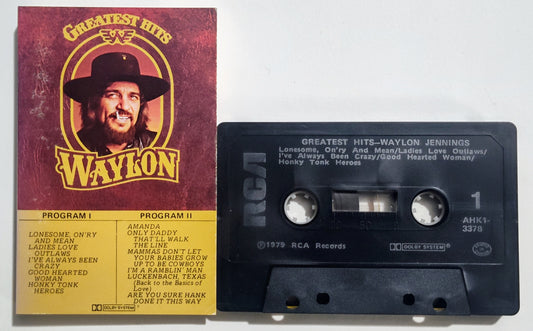 GREATEST HITS
W
WAYLON
PROGRAM I
LONESOME, ON'RY
AND MEAN
LADIES LOVE
OUTLAWS
I'VE ALWAYS BEEN
CRAZY
GOOD HEARTED
WOMAN
HONKY TONK
HEROES
PROGRAM II
AMANDA
ONLY DADDY
THAT'LL WALK
THE LINE
MAMMAS DON'T LET
YOUR BABIES GROW
UP TO BE COWBOYS
I'M A RAMBLIN' MAN
LUCKENBACH, TEXAS
(Back to the Basics of
Love)
ARE YOU SURE HANK
DONE IT THIS WAY
DOLBY SYSTEM®
RCA
GREATEST HITS—WAYLON JENNINGS
Lonesome, On'ry And Mean/Ladies Love Outlaws/
I've Always Been Crazy/Good Hearted Woman/
Honky Tonk Heroes
1
AHK1-
3378
50
©1979 RCA Records
DOLBY SYSTEM®